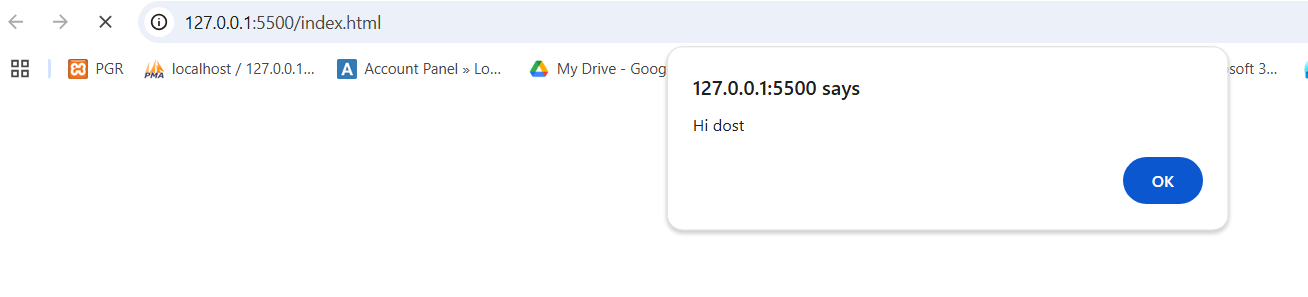 127.0.0.1:5500/index.html
PGR
PMA localhost / 127.0.0.1...
A Account Panel » Lo...
My Drive - Goog
soft 3...
127.0.0.1:5500 says
Hi dost
OK